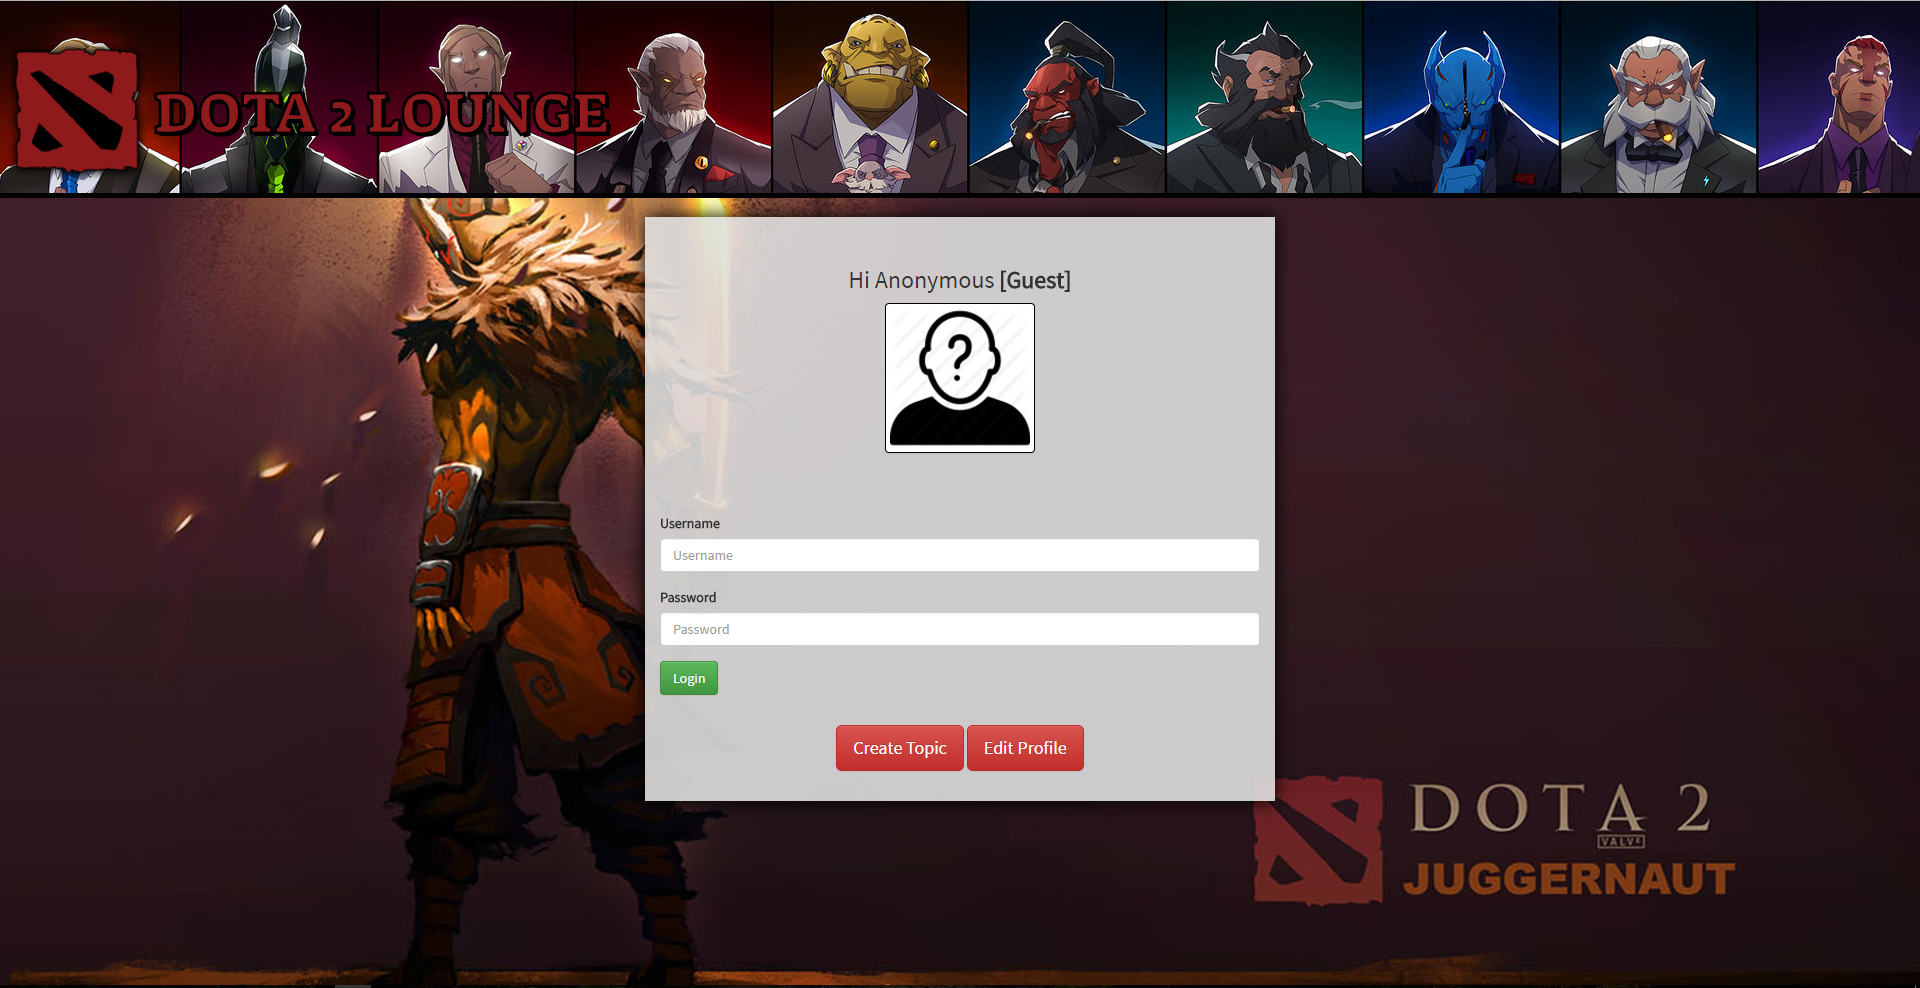 DOTA 2 LOUNGE
Hi Anonymous [Guest]
?
Username
Username
Password
Password
Login
Create Topic Edit Profile
DOTA 2
VALVE
JUGGERNAUT